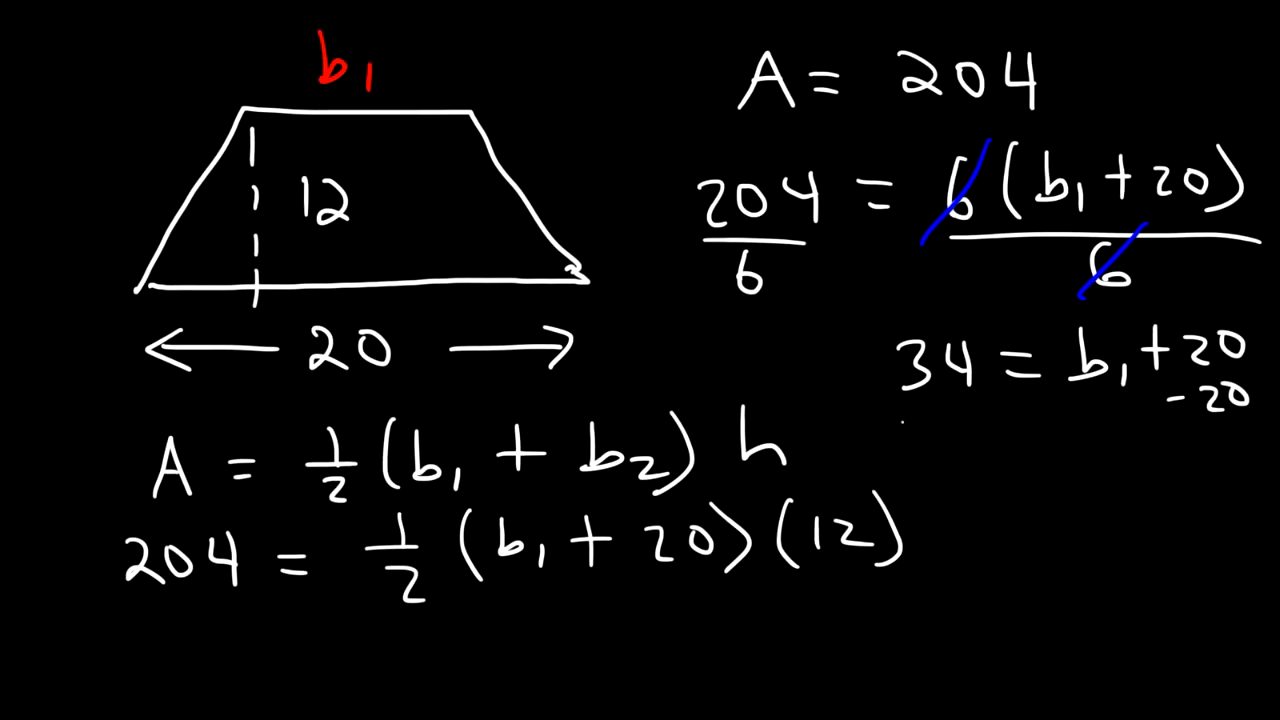 b₁
12
20
A = 1/2 (b₁ + b₂) h
204 = 1/2 (b₁ + 20) (12)
A = 204
204/6 = 6 (b₁ + 20)/6
34 = b₁ + 20
- 20